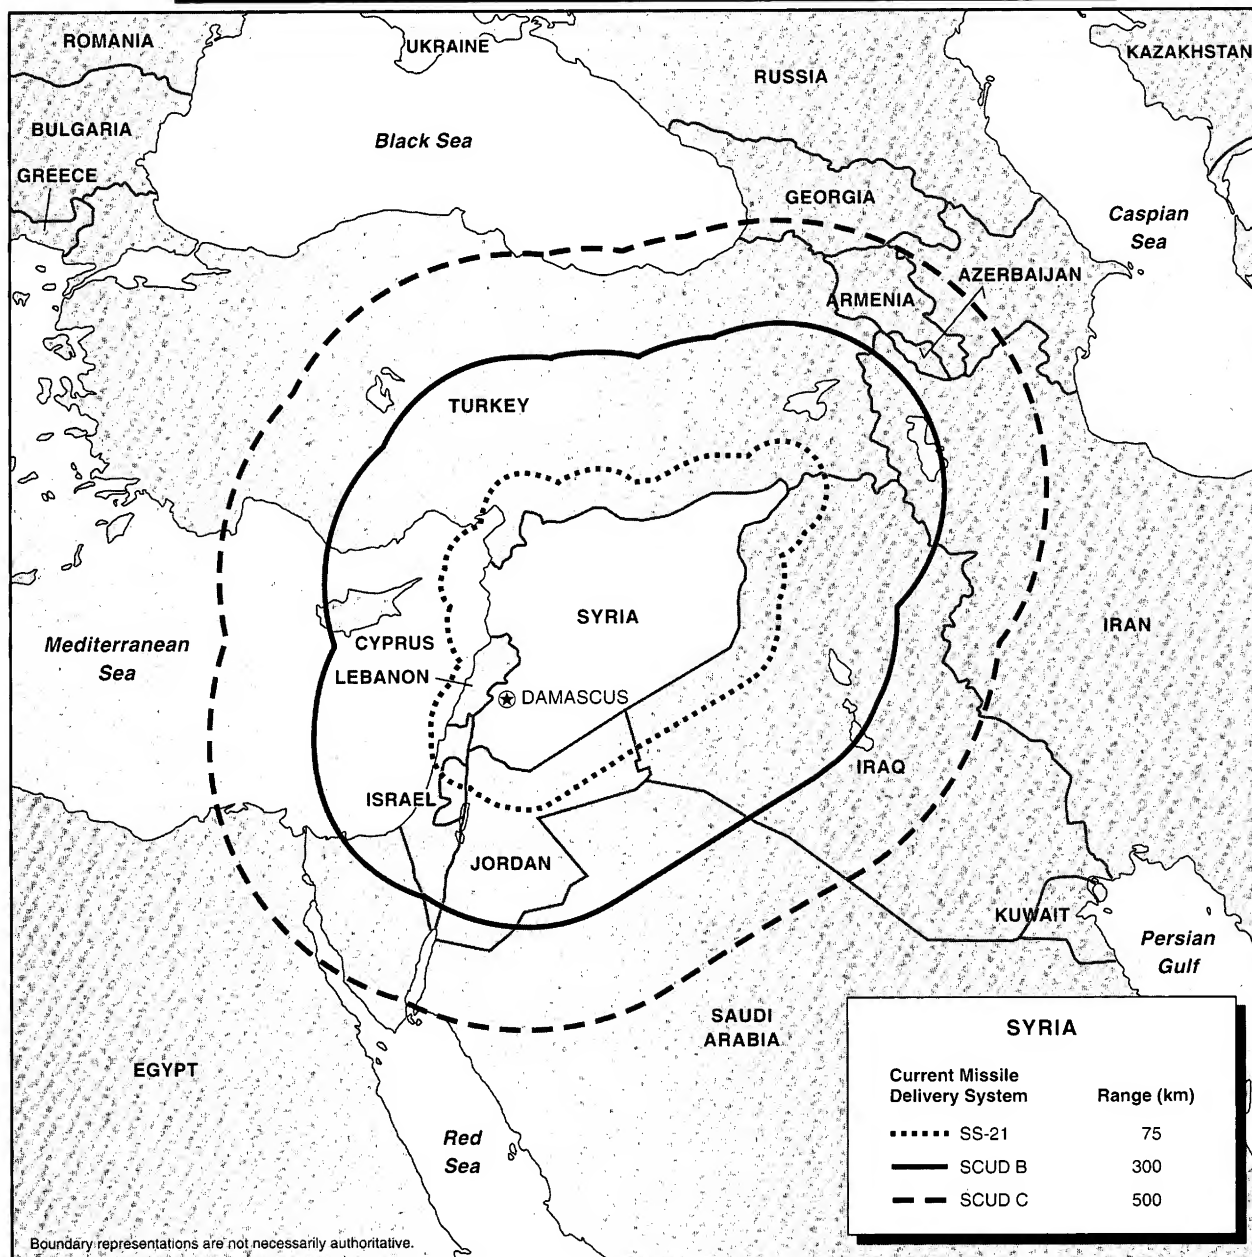 ROMANIA
UKRAINE
KAZAKHSTAN
RUSSIA
BULGARIA
Black Sea
GREECE
GEORGIA
Caspian
Sea
AZERBAIJAN
ARMENIA
TURKEY
SYRIA
IRAN
Mediterranean
Sea
CYPRUS
LEBANON
DAMASCUS
IRAQ
ISRAEL
JORDAN
KUWAIT
Persian
Gulf
SAUDI
ARABIA
EGYPT
Red
Sea
SYRIA
Current Missile
Delivery System Range (km)
SS-21 75
SCUD B 300
SCUD C 500
Boundary representations are not necessarily authoritative.